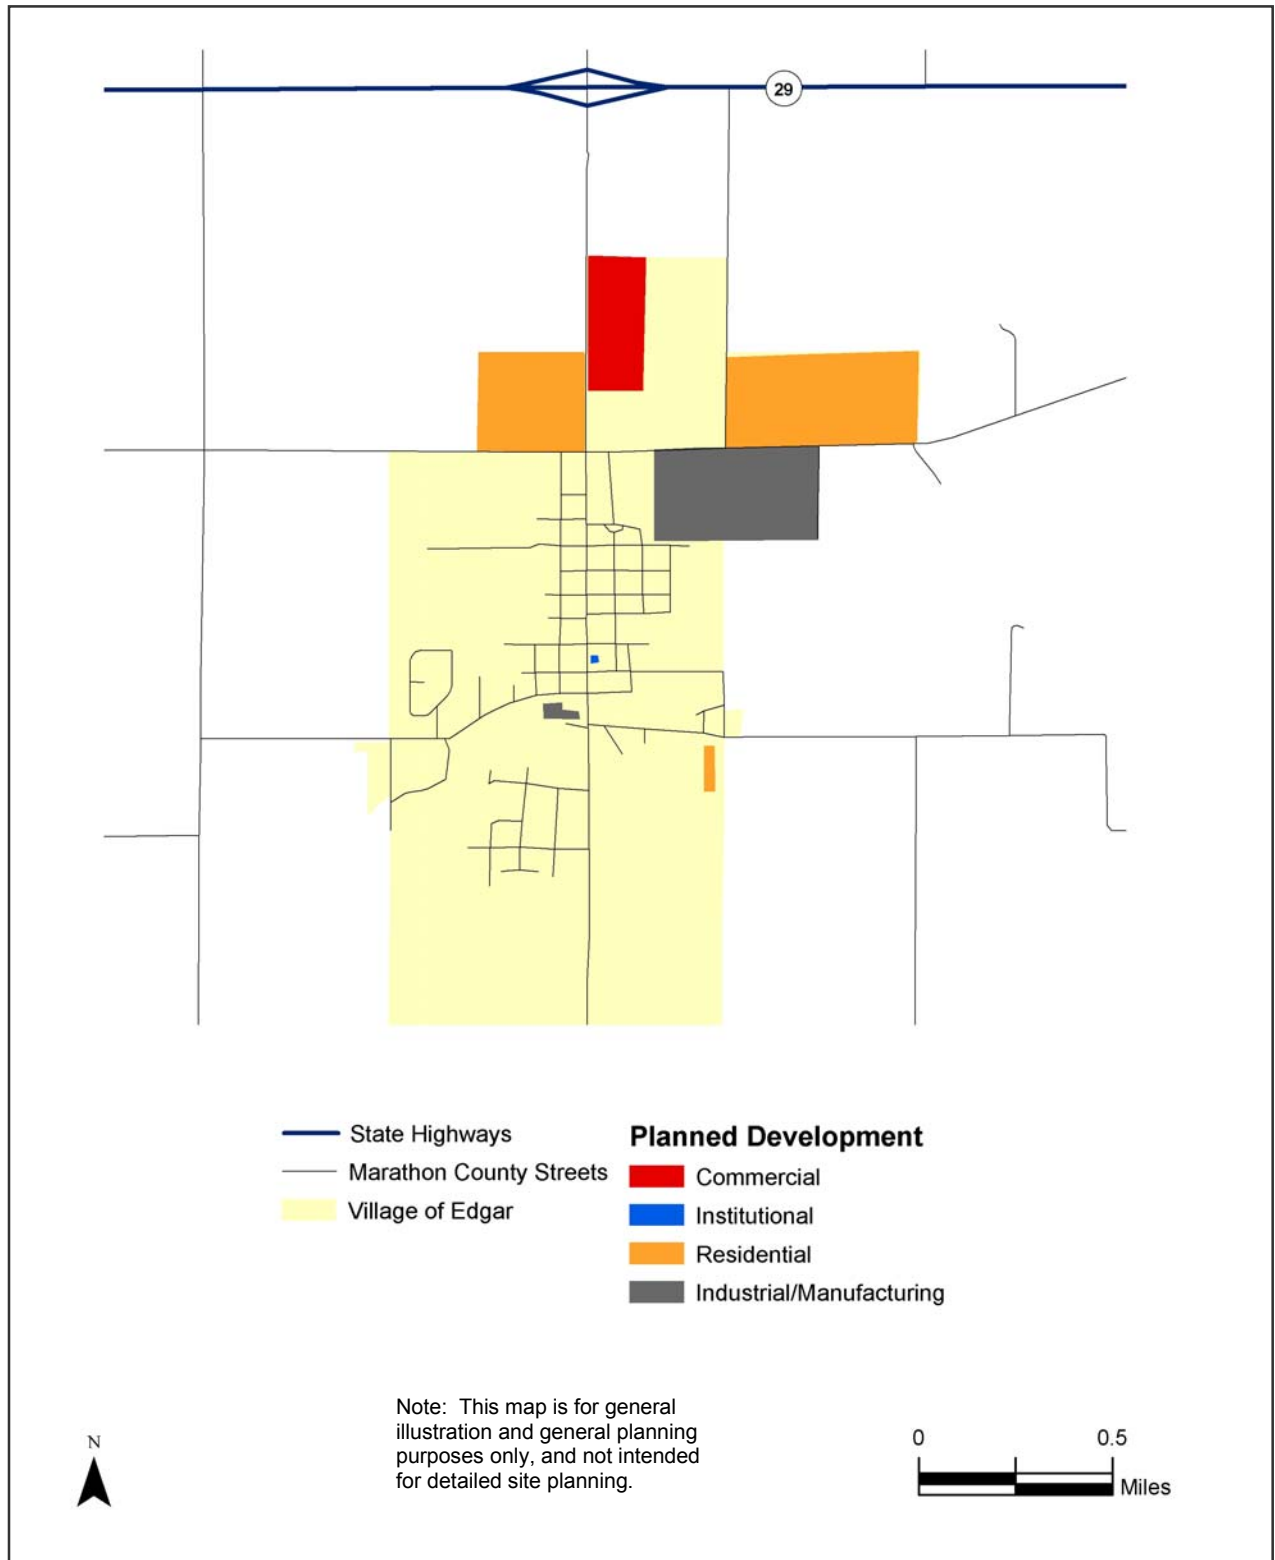 29
State Highways
Marathon County Streets
Village of Edgar
Planned Development
Commercial
Institutional
Residential
Industrial/Manufacturing
Note: This map is for general
illustration and general planning
purposes only, and not intended
for detailed site planning.
N
0 0.5
Miles